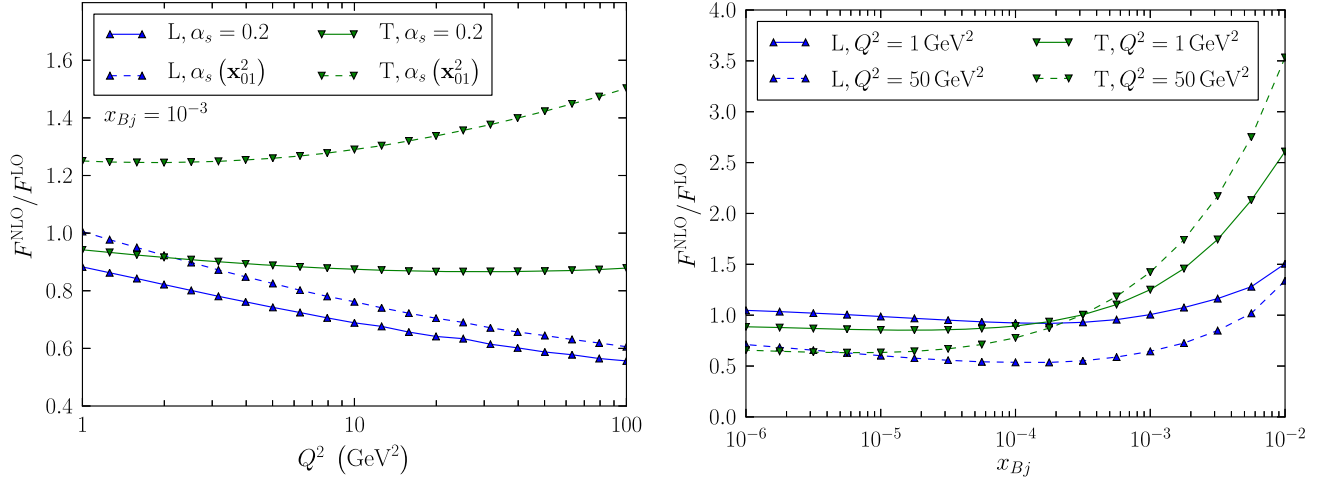 L, αₛ = 0.2 T, αₛ = 0.2
L, αₛ (x²₀₁) T, αₛ (x²₀₁)
x_Bj = 10⁻³
1.6
1.4
1.2
1.0
0.8
0.6
0.4
F^NLO/F^LO
1 10 100
Q² (GeV²)
L, Q² = 1 GeV² T, Q² = 1 GeV²
L, Q² = 50 GeV² T, Q² = 50 GeV²
4.0
3.5
3.0
2.5
2.0
1.5
1.0
0.5
0.0
F^NLO/F^LO
10⁻⁶ 10⁻⁵ 10⁻⁴ 10⁻³ 10⁻²
x_Bj